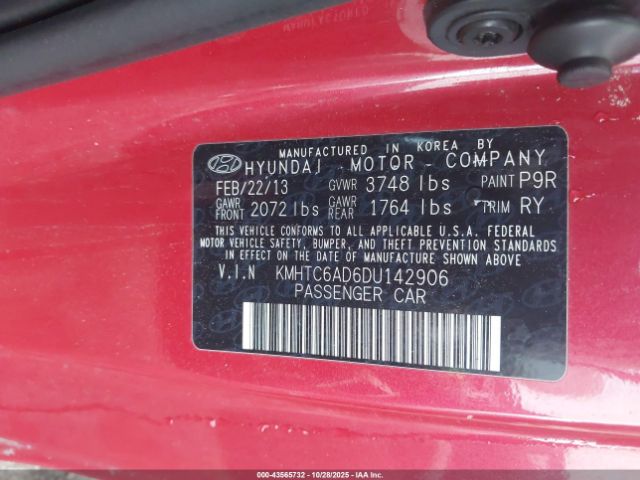 MANUFACTURED
MANUFACTURED IN KOREA BY
HYUNDAI MOTOR COMPANY
FEB/22/13 GVWR 3748 lbs PAINT P9R
GAWR FRONT 2072 lbs GAWR REAR 1764 lbs TRIM RY
THIS VEHICLE CONFORMS TO ALL APPLICABLE U.S.A. FEDERAL
MOTOR VEHICLE SAFETY, BUMPER, AND THEFT PREVENTION STANDARDS
IN EFFECT ON THE DATE OF MANUFACTURE SHOWN ABOVE.
V.I.N KMHTC6AD6DU142906
PASSENGER CAR
000-43565732 | 10/28/2025 | IAAI.COM